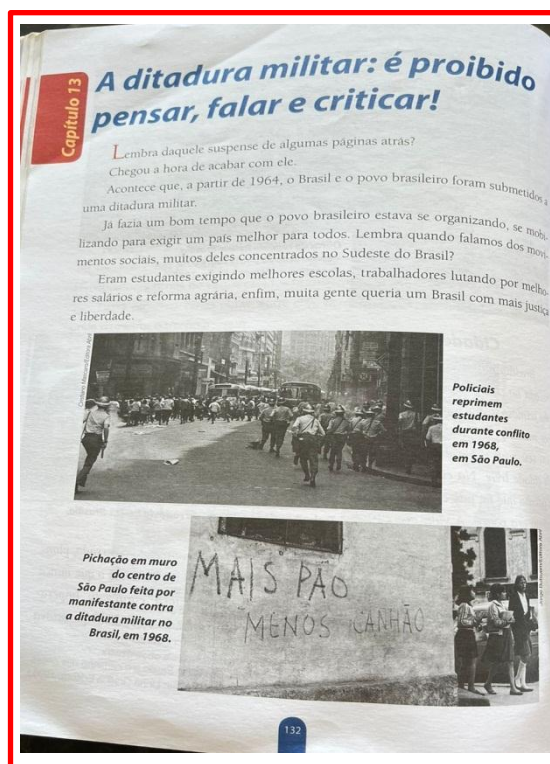 Capítulo 13
A ditadura militar: é proibido
pensar, falar e criticar!
Lembra daquele suspense de algumas páginas atrás?
Chegou a hora de acabar com ele.
Acontece que, a partir de 1964, o Brasil e o povo brasileiro foram submetidos a
uma ditadura militar.
Já fazia um bom tempo que o povo brasileiro estava se organizando, se mobi-
lizando para exigir um país melhor para todos. Lembra quando falamos dos movi-
mentos sociais, muitos deles concentrados no Sudeste do Brasil?
Eram estudantes exigindo melhores escolas, trabalhadores lutando por melho-
res salários e reforma agrária, enfim, muita gente queria um Brasil com mais justiça
e liberdade.
Policiais
reprimem
estudantes
durante conflito
em 1968,
em São Paulo.
Pichação em muro
do centro de
São Paulo feita por
manifestante contra
a ditadura militar no
Brasil, em 1968.
MAIS PÃO
MENOS CANHÃO
132